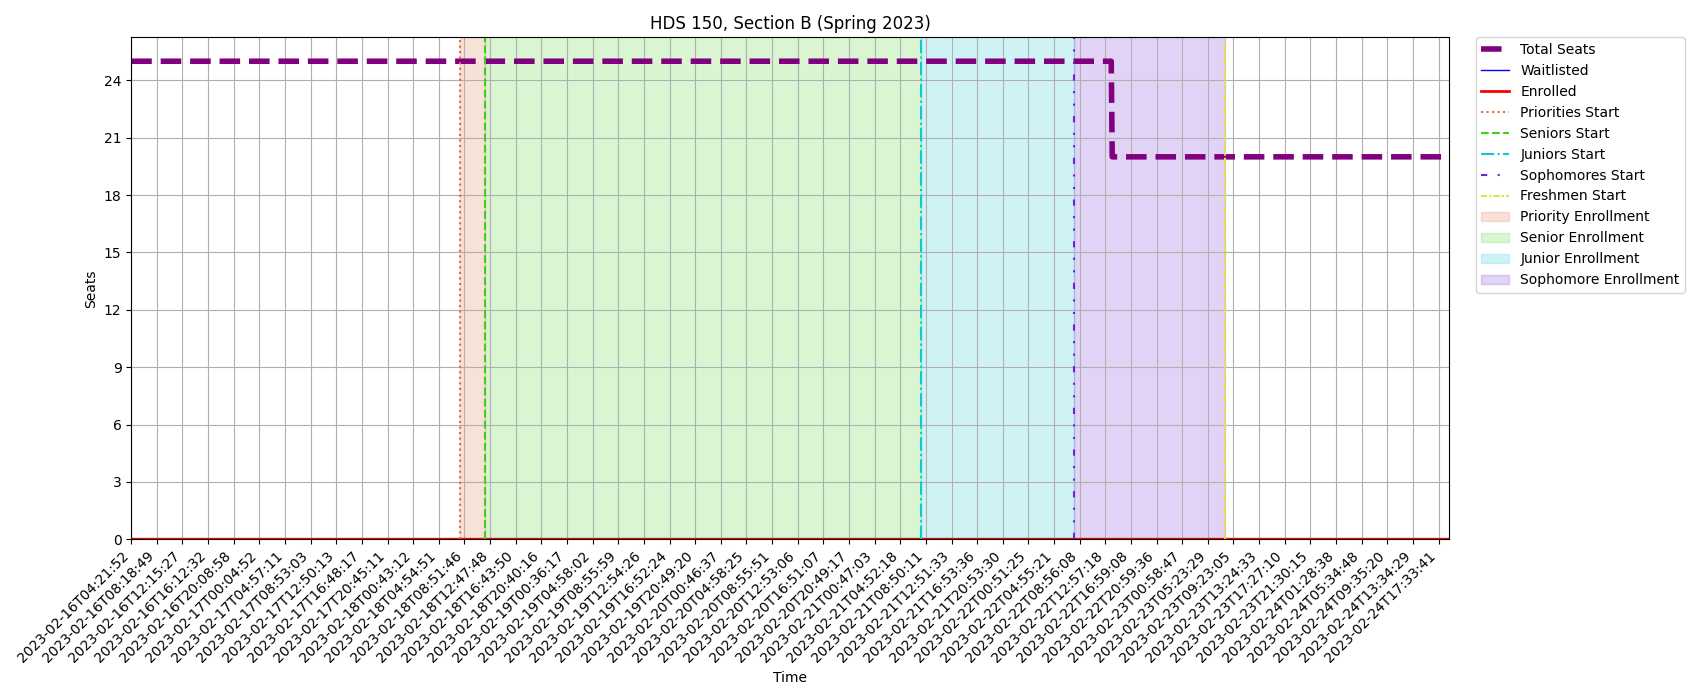 HDS 150, Section B (Spring 2023)
Total Seats
Waitlisted
Enrolled
Priorities Start
Seniors Start
Juniors Start
Sophomores Start
Freshmen Start
Priority Enrollment
Senior Enrollment
Junior Enrollment
Sophomore Enrollment
Seats
24
21
18
15
12
9
6
3
0
2023-02-16T04:21:52
2023-02-16T08:18:49
2023-02-16T12:15:27
2023-02-16T16:12:32
2023-02-16T20:08:58
2023-02-17T00:04:52
2023-02-17T04:57:11
2023-02-17T08:53:03
2023-02-17T12:50:13
2023-02-17T16:48:17
2023-02-17T20:45:11
2023-02-18T00:43:12
2023-02-18T04:54:51
2023-02-18T08:51:46
2023-02-18T12:47:48
2023-02-18T16:43:50
2023-02-18T20:40:16
2023-02-19T00:36:17
2023-02-19T04:58:02
2023-02-19T08:55:59
2023-02-19T12:54:26
2023-02-19T16:52:24
2023-02-19T20:49:20
2023-02-20T00:46:37
2023-02-20T04:58:25
2023-02-20T08:55:51
2023-02-20T12:53:06
2023-02-20T16:51:07
2023-02-20T20:49:17
2023-02-21T00:47:03
2023-02-21T04:52:18
2023-02-21T08:50:11
2023-02-21T12:51:33
2023-02-21T16:53:36
2023-02-21T20:53:30
2023-02-22T00:51:25
2023-02-22T04:55:21
2023-02-22T08:56:08
2023-02-22T12:57:18
2023-02-22T16:59:08
2023-02-22T20:59:36
2023-02-23T00:58:47
2023-02-23T05:23:29
2023-02-23T09:23:05
2023-02-23T13:24:33
2023-02-23T17:27:10
2023-02-23T21:30:15
2023-02-24T01:28:38
2023-02-24T05:34:48
2023-02-24T09:35:20
2023-02-24T13:34:29
2023-02-24T17:33:41
Time